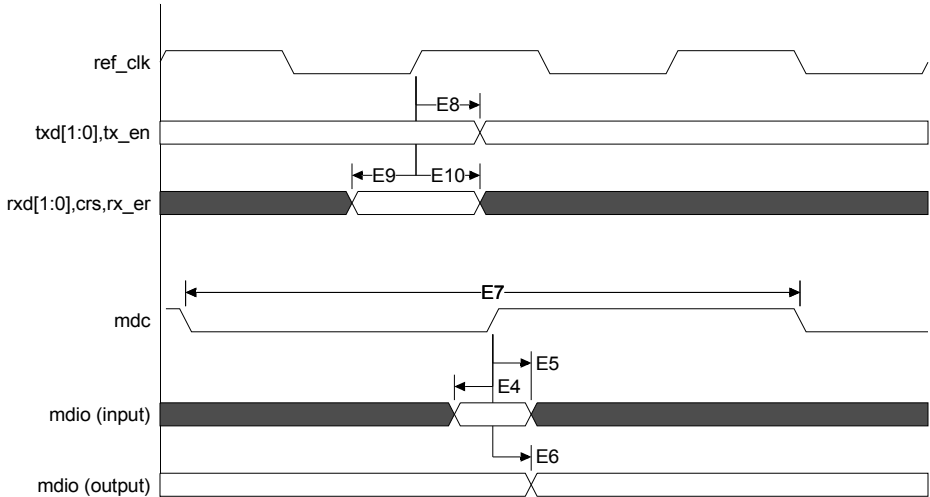 ref_clk
E8
txd[1:0],tx_en
E9
E10
rxd[1:0],crs,rx_er
E7
mdc
E5
E4
mdio (input)
E6
mdio (output)